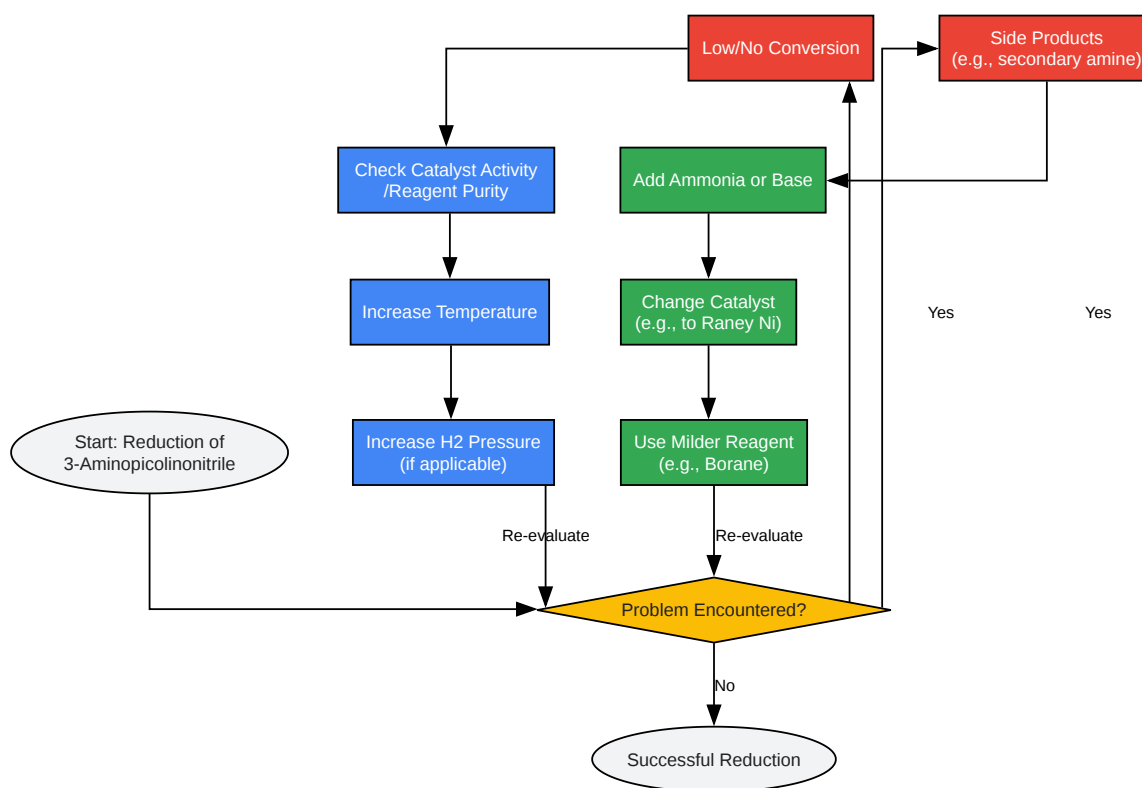 Low/No Conversion
Side Products
(e.g., secondary amine)
Check Catalyst Activity
/Reagent Purity
Add Ammonia or Base
Increase Temperature
Change Catalyst
(e.g., to Raney Ni)
Yes
Yes
Start: Reduction of
3-Aminopicolinonitrile
Increase H2 Pressure
(if applicable)
Use Milder Reagent
(e.g., Borane)
Re-evaluate
Re-evaluate
Problem Encountered?
No
Successful Reduction